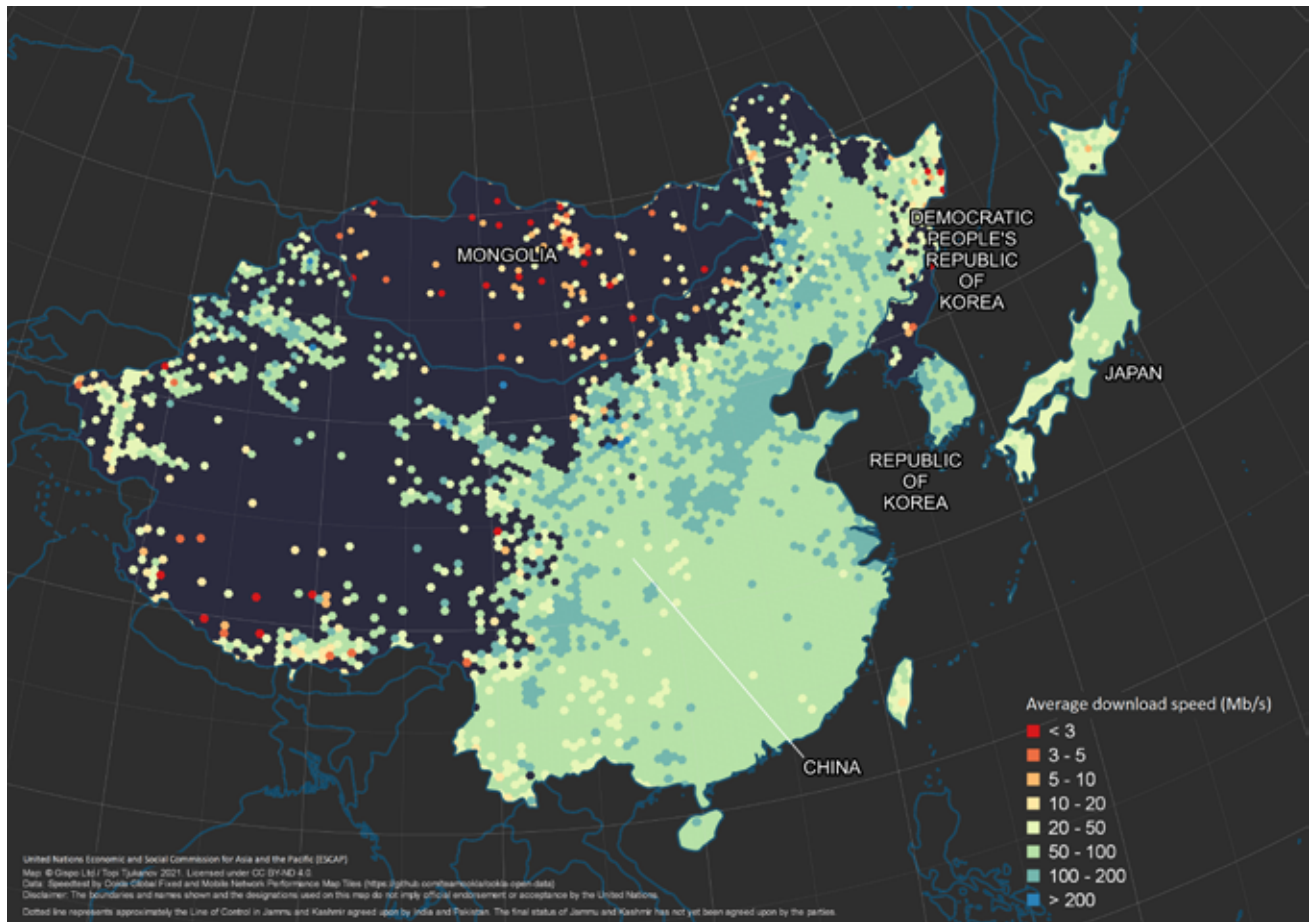 MONGOLIA
DEMOCRATIC
PEOPLE'S
REPUBLIC
OF
KOREA
JAPAN
REPUBLIC
OF
KOREA
CHINA
Average download speed (Mb/s)
< 3
3 - 5
5 - 10
10 - 20
20 - 50
50 - 100
100 - 200
> 200
United Nations Economic and Social Commission for Asia and the Pacific (ESCAP)
Map: © Gispo Ltd / Topi Tjukanov 2021. Licensed under CC BY-ND 4.0.
Data: Speedtest by Ookla Global Fixed and Mobile Network Performance Map Tiles (https://github.com/teamookla/ookla-open-data)
Disclaimer: The boundaries and names shown and the designations used on this map do not imply official endorsement or acceptance by the United Nations.
Dotted line represents approximately the Line of Control in Jammu and Kashmir agreed upon by India and Pakistan. The final status of Jammu and Kashmir has not yet been agreed upon by the parties.